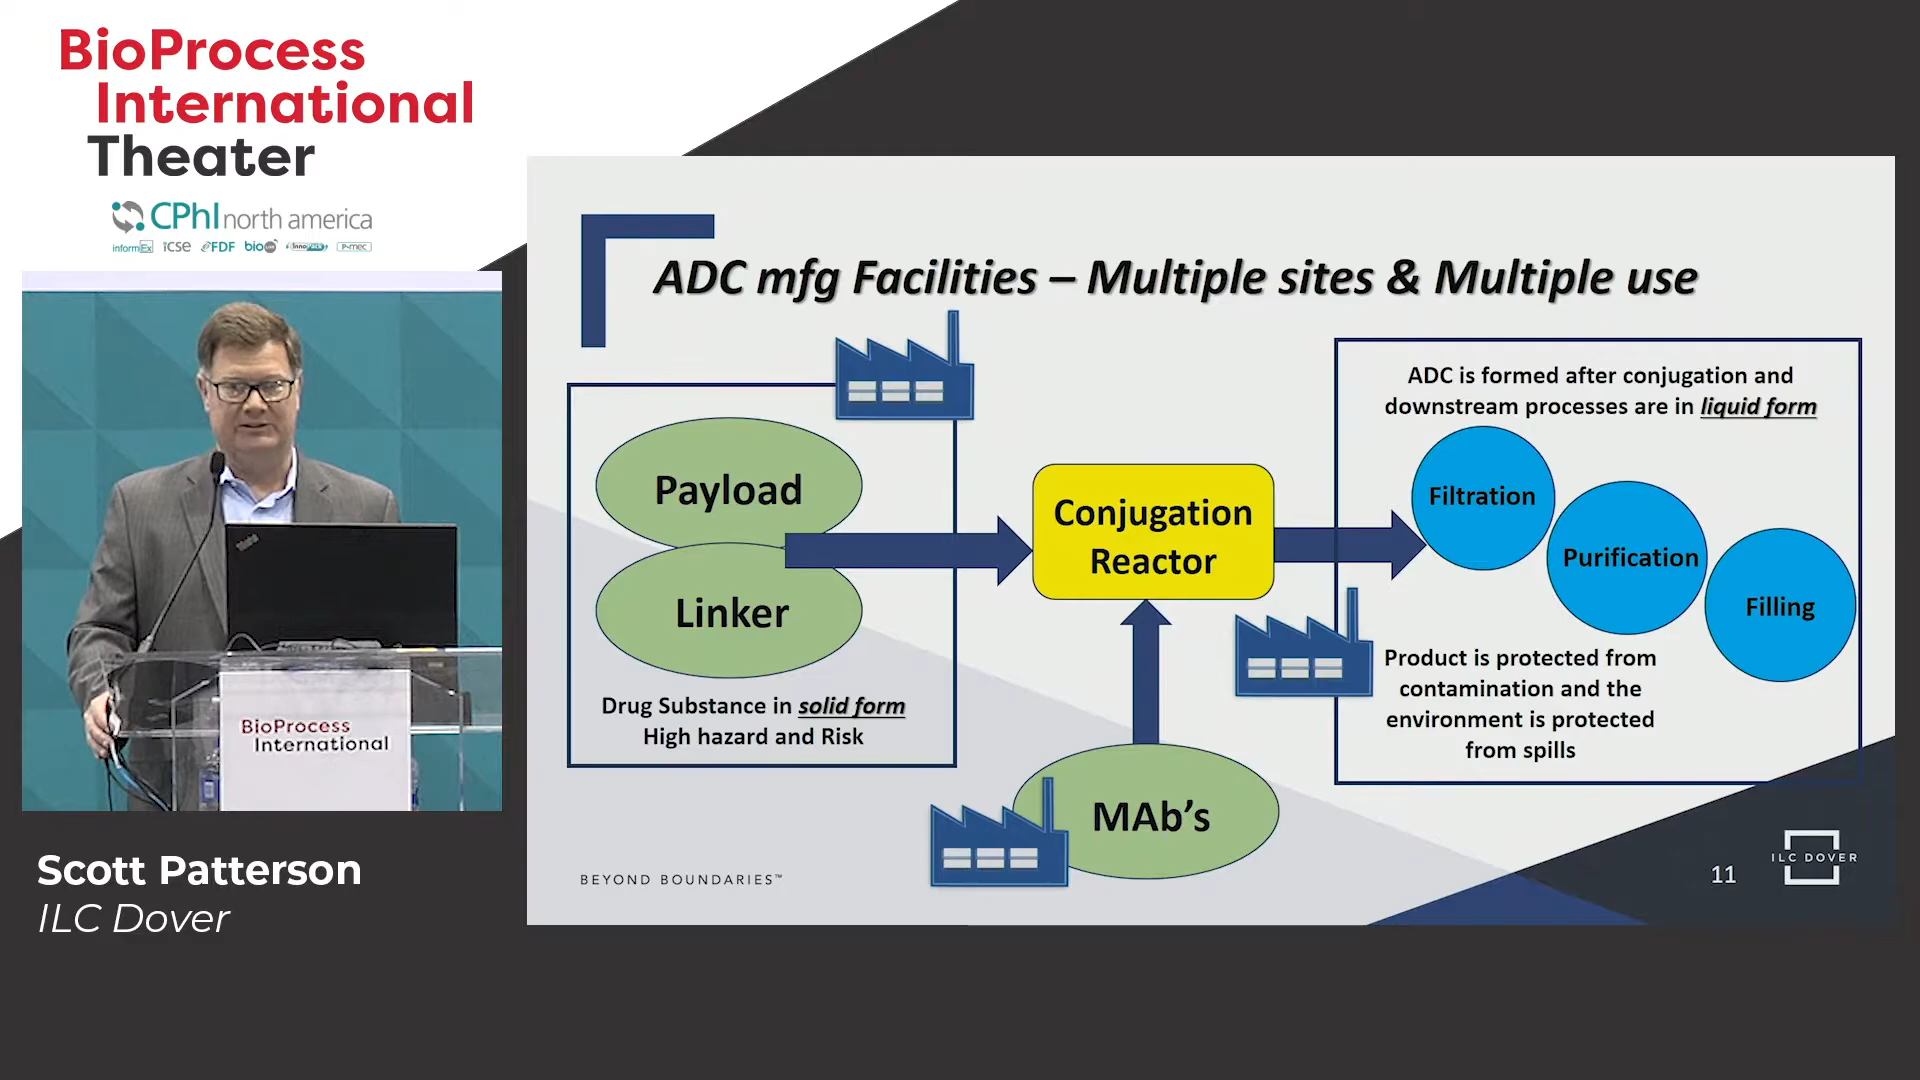 BioProcess
International
Theater
CPhI north america
informEx icse FDF bio InnoPack P-mec
BioProcess
International
Scott Patterson
ILC Dover
ADC mfg Facilities – Multiple sites & Multiple use
Payload
Linker
Drug Substance in solid form
High hazard and Risk
Conjugation
Reactor
MAb's
ADC is formed after conjugation and
downstream processes are in liquid form
Filtration
Purification
Filling
Product is protected from
contamination and the
environment is protected
from spills
BEYOND BOUNDARIES™
11
ILC DOVER